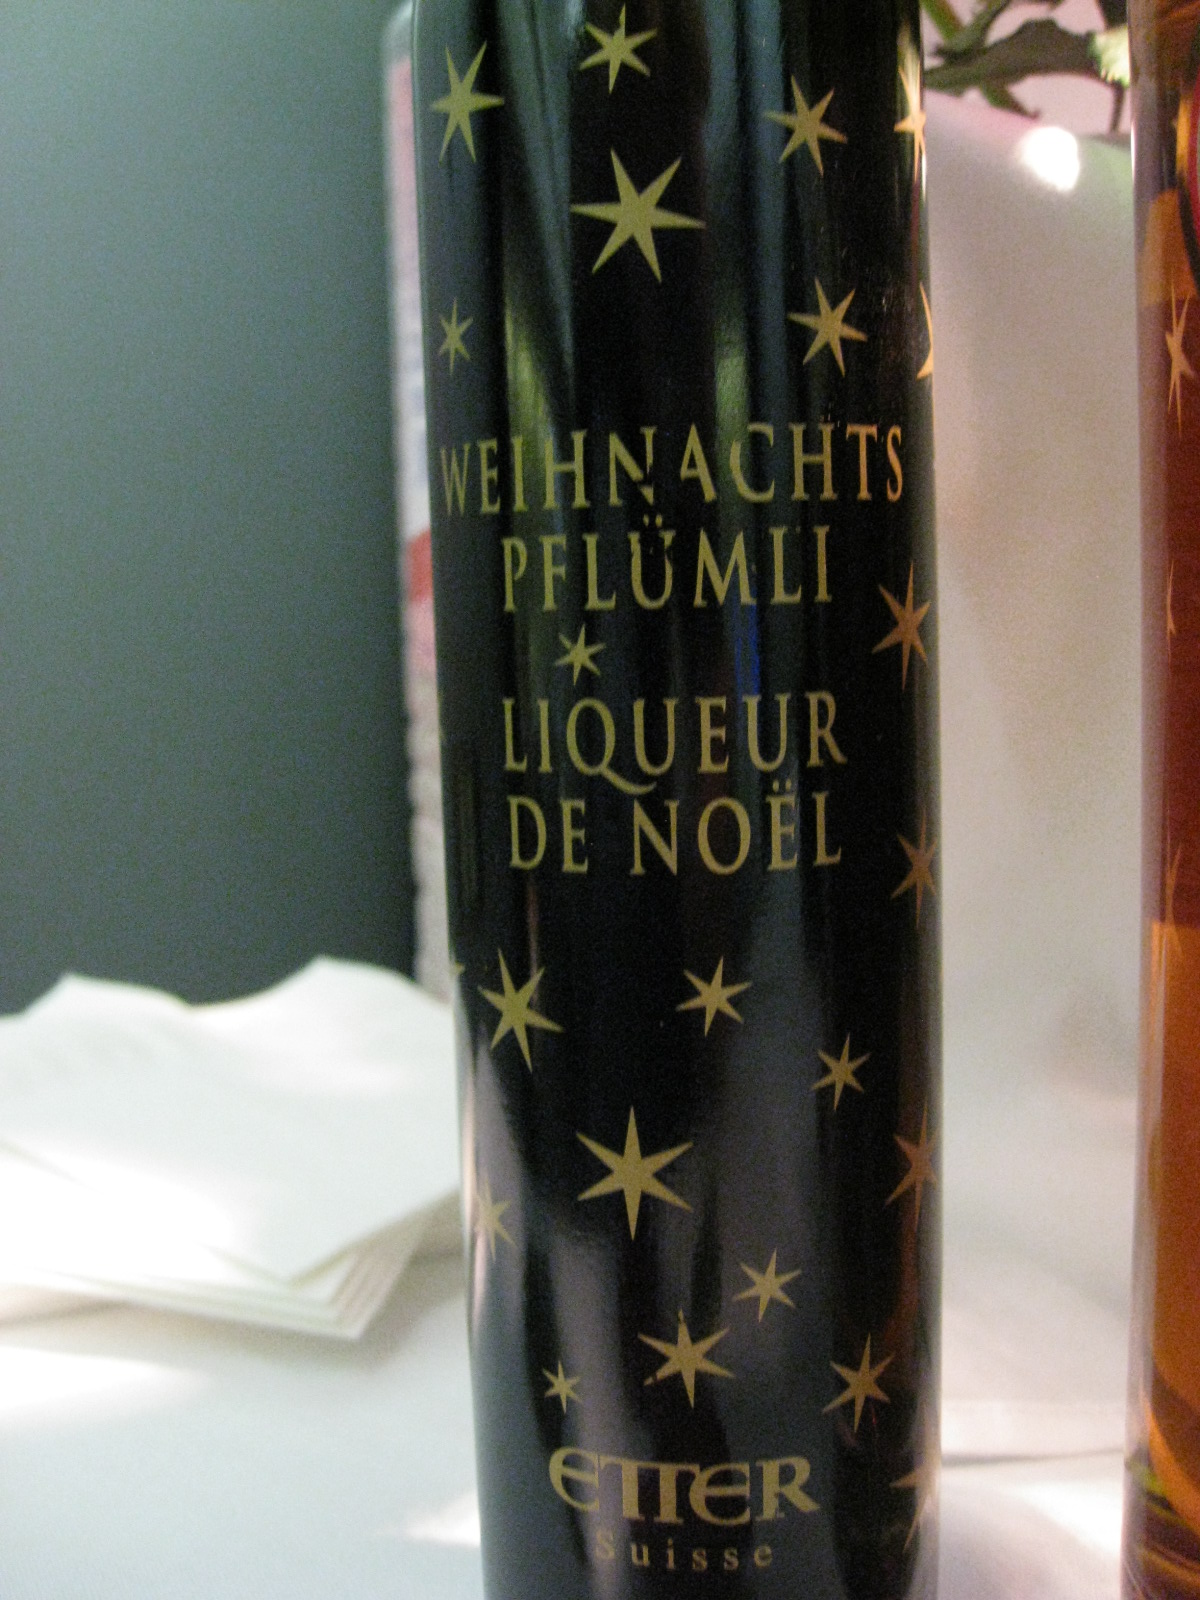 WEIHNACHTS
PFLÜMLI
LIQUEUR
DE NOËL
ETTER
Suisse